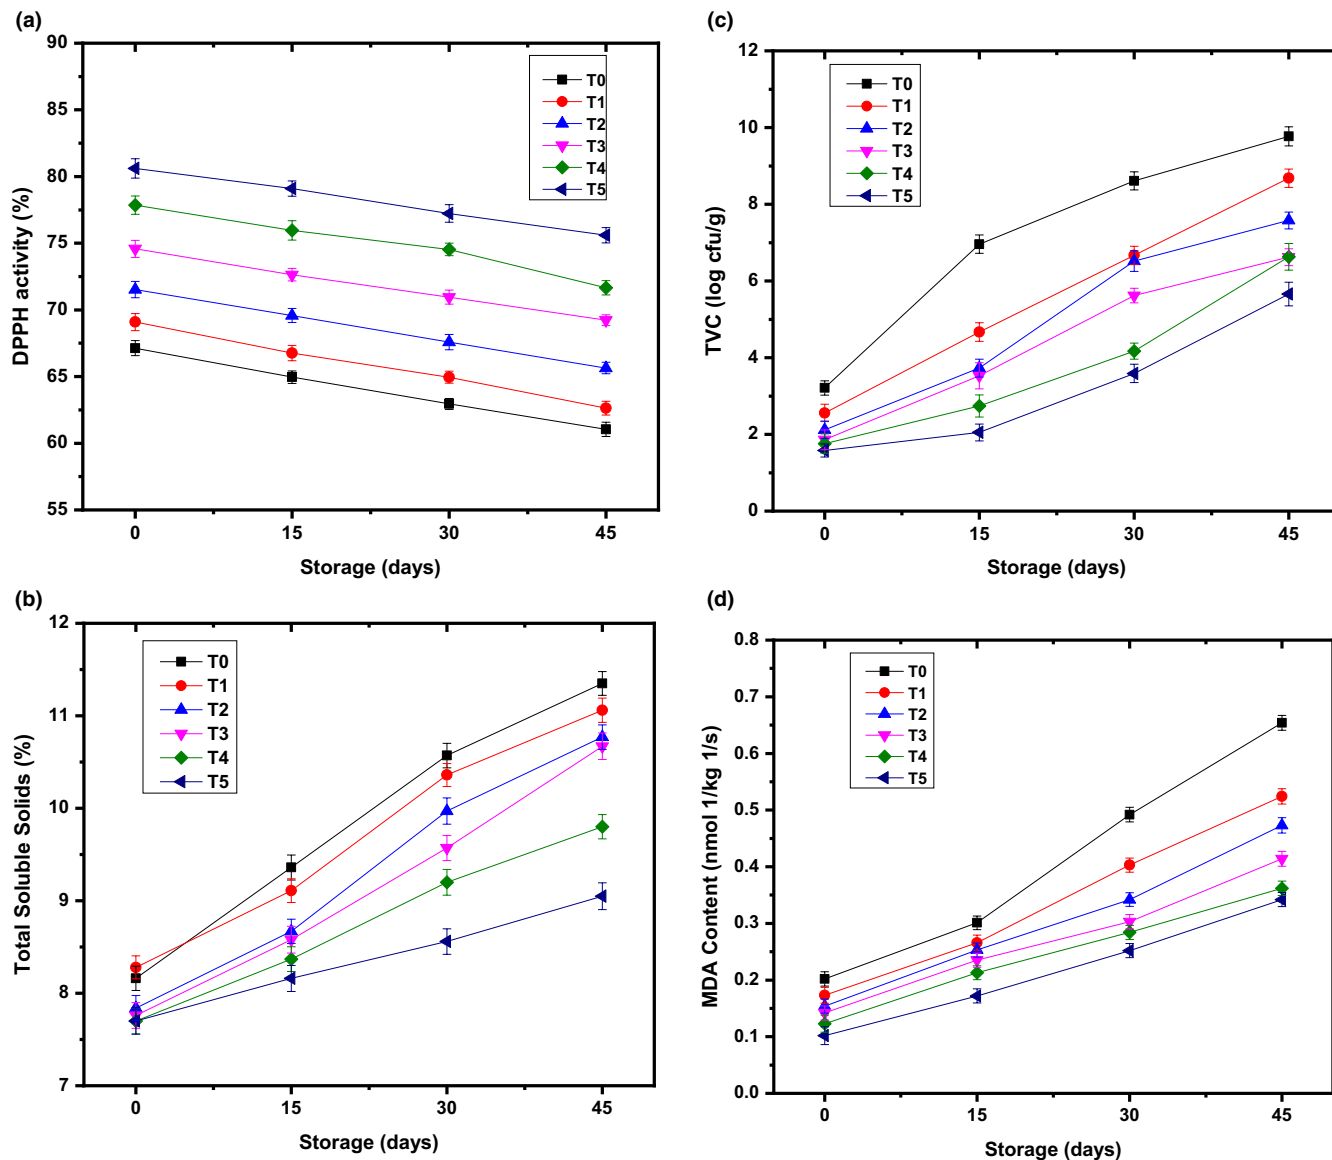 (a)
90
85
80
75
70
65
60
55
DPPH activity (%)
T0
T1
T2
T3
T4
T5
0 15 30 45
Storage (days)
(b)
12
11
10
9
8
7
Total Soluble Solids (%)
T0
T1
T2
T3
T4
T5
0 15 30 45
Storage (days)
(c)
12
10
8
6
4
2
0
TVC (log cfu/g)
T0
T1
T2
T3
T4
T5
0 15 30 45
Storage (days)
(d)
0.8
0.7
0.6
0.5
0.4
0.3
0.2
0.1
0.0
MDA Content (nmol 1/kg 1/s)
T0
T1
T2
T3
T4
T5
0 15 30 45
Storage (days)